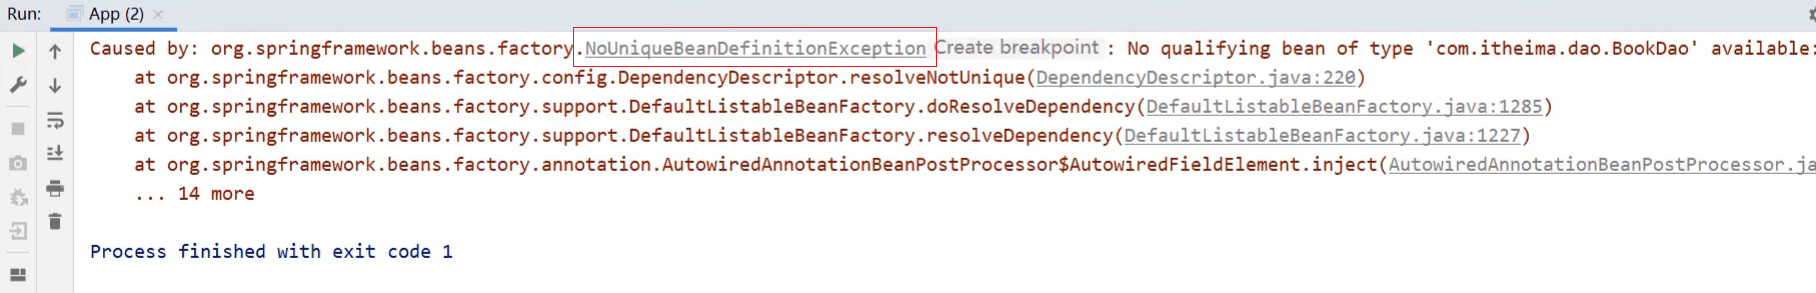 Run: App (2)
Caused by: org.springframework.beans.factory.NoUniqueBeanDefinitionException Create breakpoint : No qualifying bean of type 'com.itheima.dao.BookDao' available:
at org.springframework.beans.factory.config.DependencyDescriptor.resolveNotUnique(DependencyDescriptor.java:220)
at org.springframework.beans.factory.support.DefaultListableBeanFactory.doResolveDependency(DefaultListableBeanFactory.java:1285)
at org.springframework.beans.factory.support.DefaultListableBeanFactory.resolveDependency(DefaultListableBeanFactory.java:1227)
at org.springframework.beans.factory.annotation.AutowiredAnnotationBeanPostProcessor$AutowiredFieldElement.inject(AutowiredAnnotationBeanPostProcessor.ja
... 14 more
Process finished with exit code 1